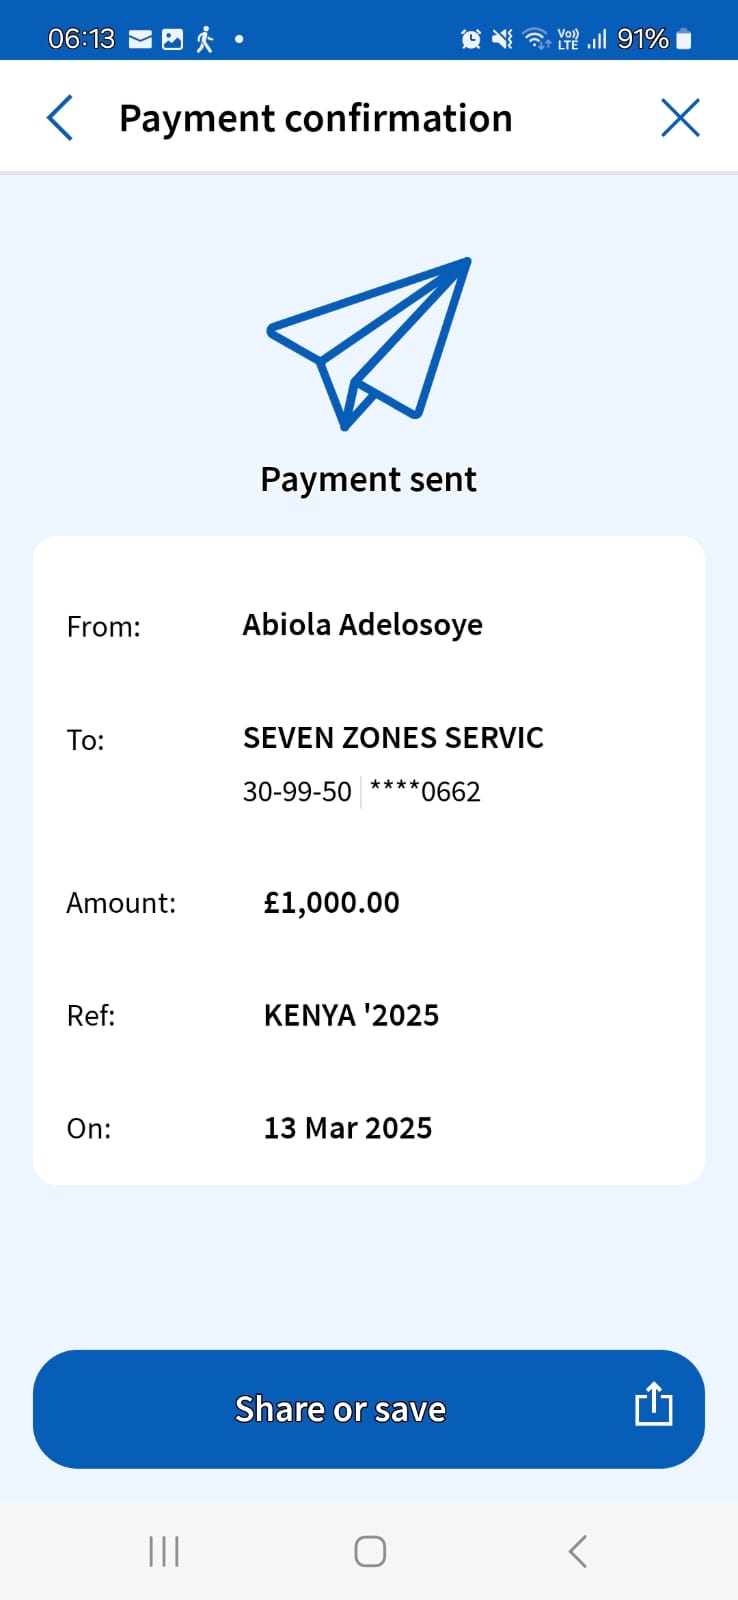 06:13 Vo)) LTE 91%
Payment confirmation
Payment sent
From: Abiola Adelosoye
To: SEVEN ZONES SERVIC
30-99-50 ****0662
Amount: £1,000.00
Ref: KENYA '2025
On: 13 Mar 2025
Share or save